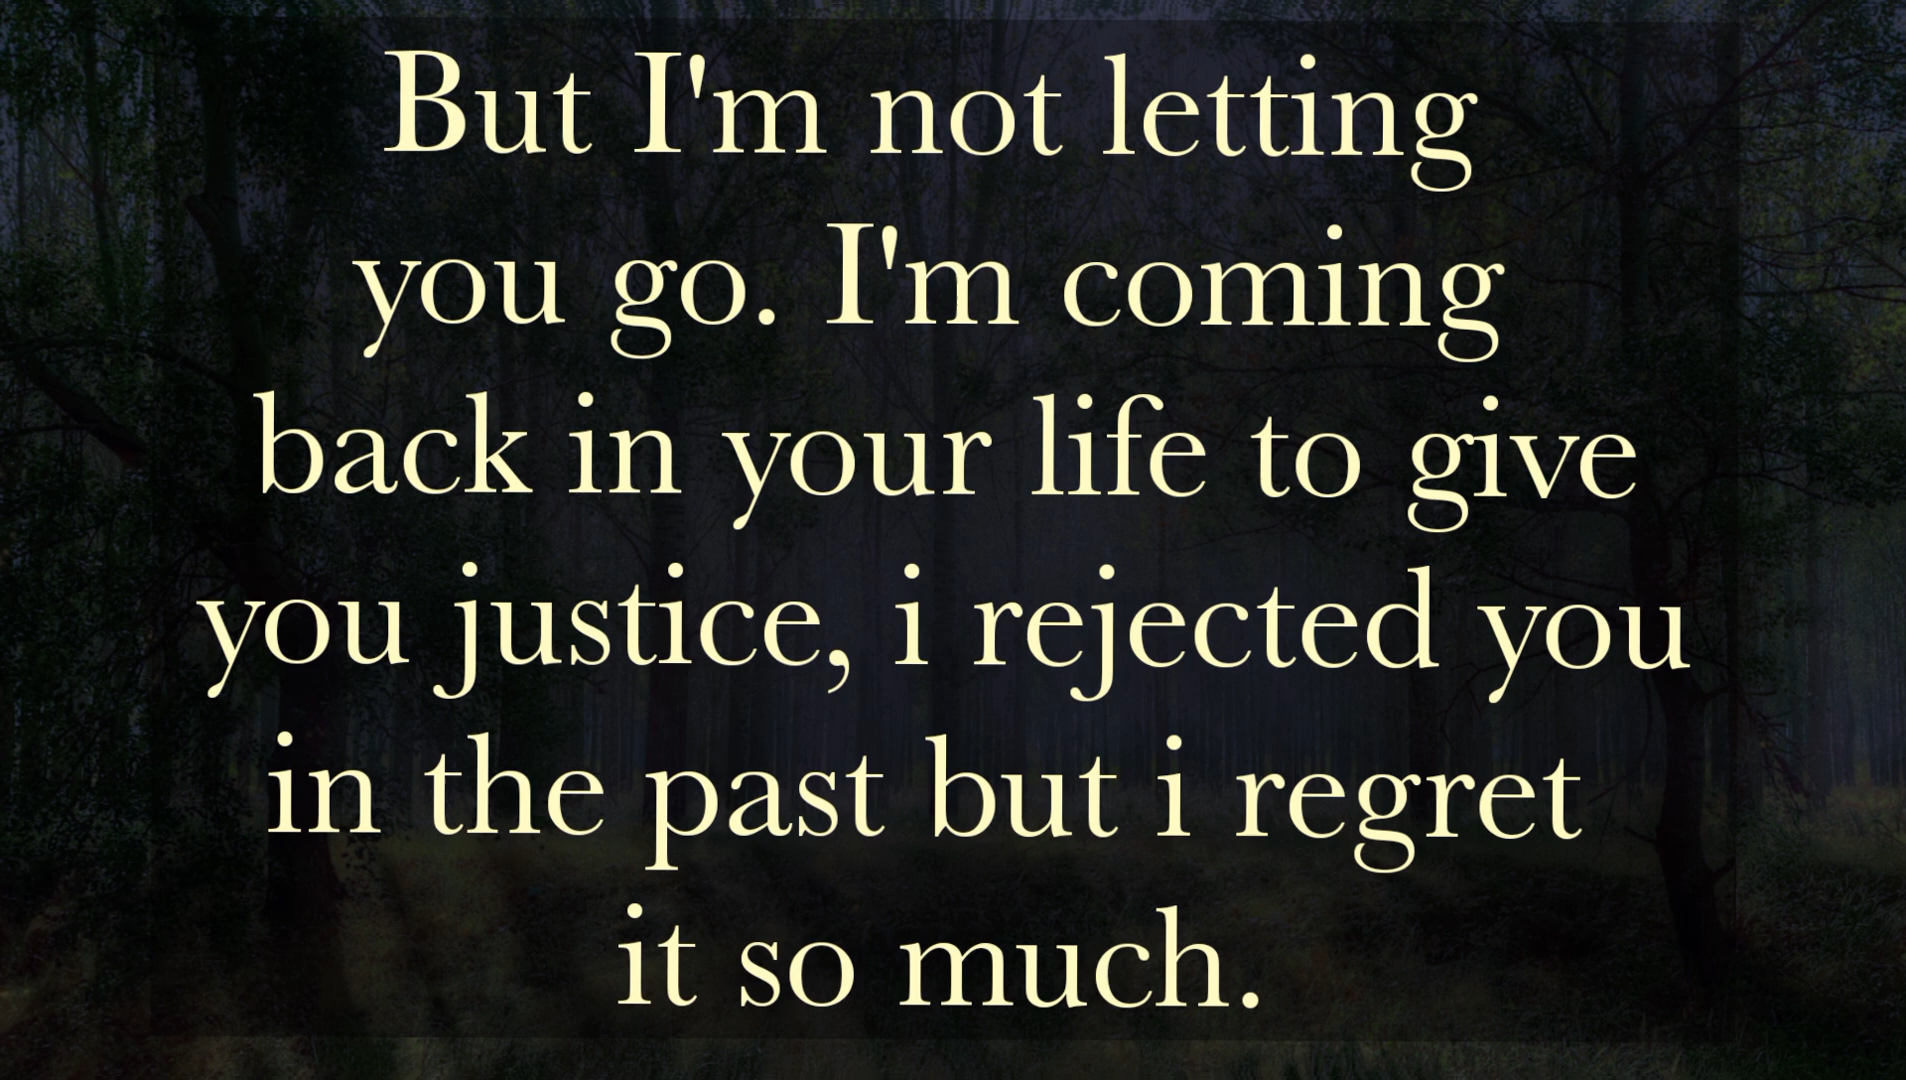 But I'm not letting
you go. I'm coming
back in your life to give
you justice, i rejected you
in the past but i regret
it so much.